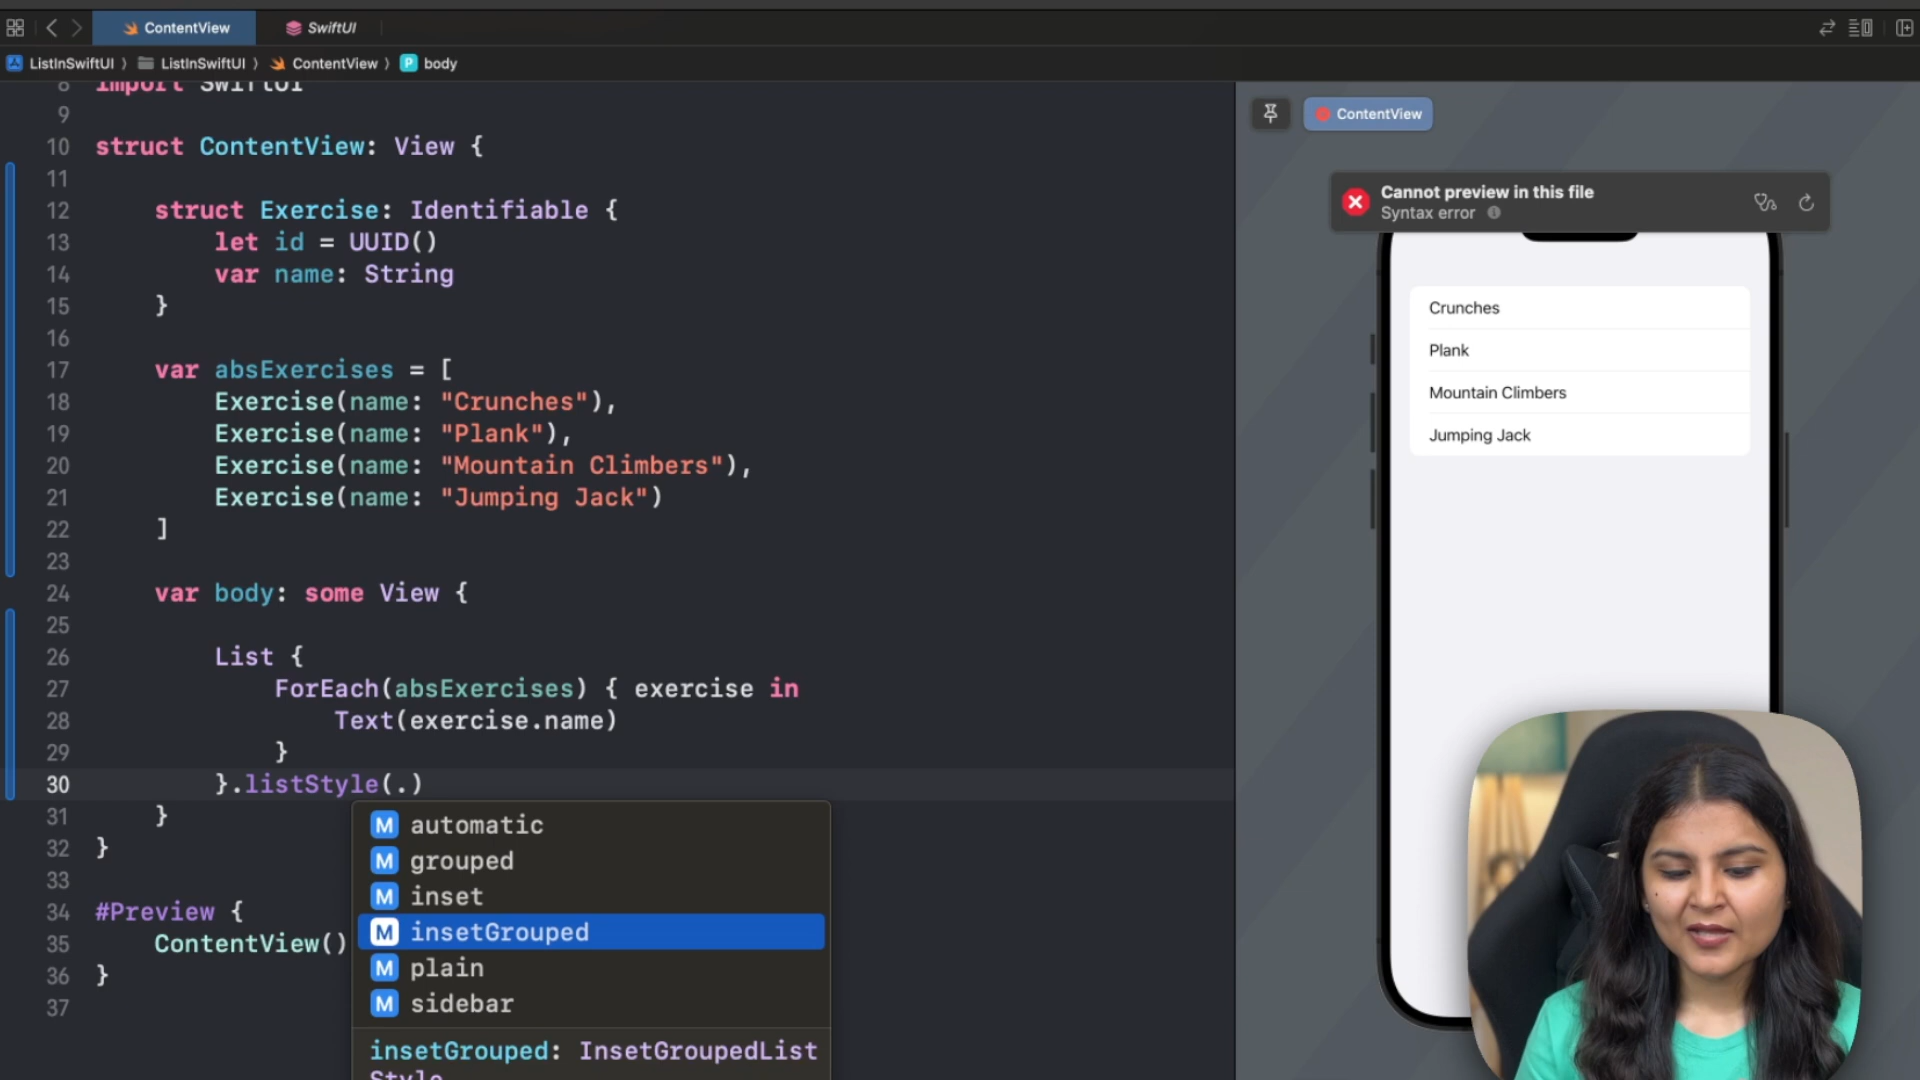 ContentView
SwiftUI
ListInSwiftUI
ListInSwiftUI
ContentView
body
8 import SwiftUI
9
10 struct ContentView: View {
11
12 struct Exercise: Identifiable {
13 let id = UUID()
14 var name: String
15 }
16
17 var absExercises = [
18 Exercise(name: "Crunches"),
19 Exercise(name: "Plank"),
20 Exercise(name: "Mountain Climbers"),
21 Exercise(name: "Jumping Jack")
22 ]
23
24 var body: some View {
25
26 List {
27 ForEach(absExercises) { exercise in
28 Text(exercise.name)
29 }
30 }.listStyle(.)
31 }
32 }
33
34 #Preview {
35 ContentView()
36 }
37
M automatic
M grouped
M inset
M insetGrouped
M plain
M sidebar
insetGrouped: InsetGroupedList
Style
ContentView
Cannot preview in this file
Syntax error
Crunches
Plank
Mountain Climbers
Jumping Jack